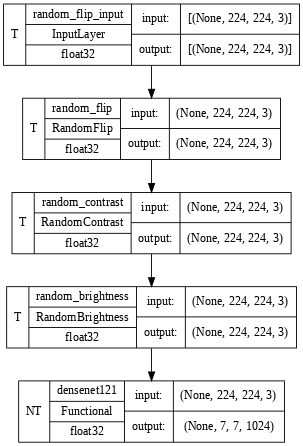 T random_flip_input input: [(None, 224, 224, 3)]
InputLayer
float32 output: [(None, 224, 224, 3)]
T random_flip input: (None, 224, 224, 3)
RandomFlip
float32 output: (None, 224, 224, 3)
T random_contrast input: (None, 224, 224, 3)
RandomContrast
float32 output: (None, 224, 224, 3)
T random_brightness input: (None, 224, 224, 3)
RandomBrightness
float32 output: (None, 224, 224, 3)
NT densenet121 input: (None, 224, 224, 3)
Functional
float32 output: (None, 7, 7, 1024)